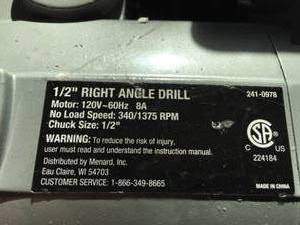 1/2" RIGHT ANGLE DRILL 241-0978
Motor: 120V~60Hz 8A
No Load Speed: 340/1375 RPM
Chuck Size: 1/2"
WARNING: To reduce the risk of injury,
user must read and understand the instruction manual.
Distributed by Menard, Inc.
Eau Claire, WI 54703
CUSTOMER SERVICE: 1-866-349-8665
SA
C US
224184
MADE IN CHINA